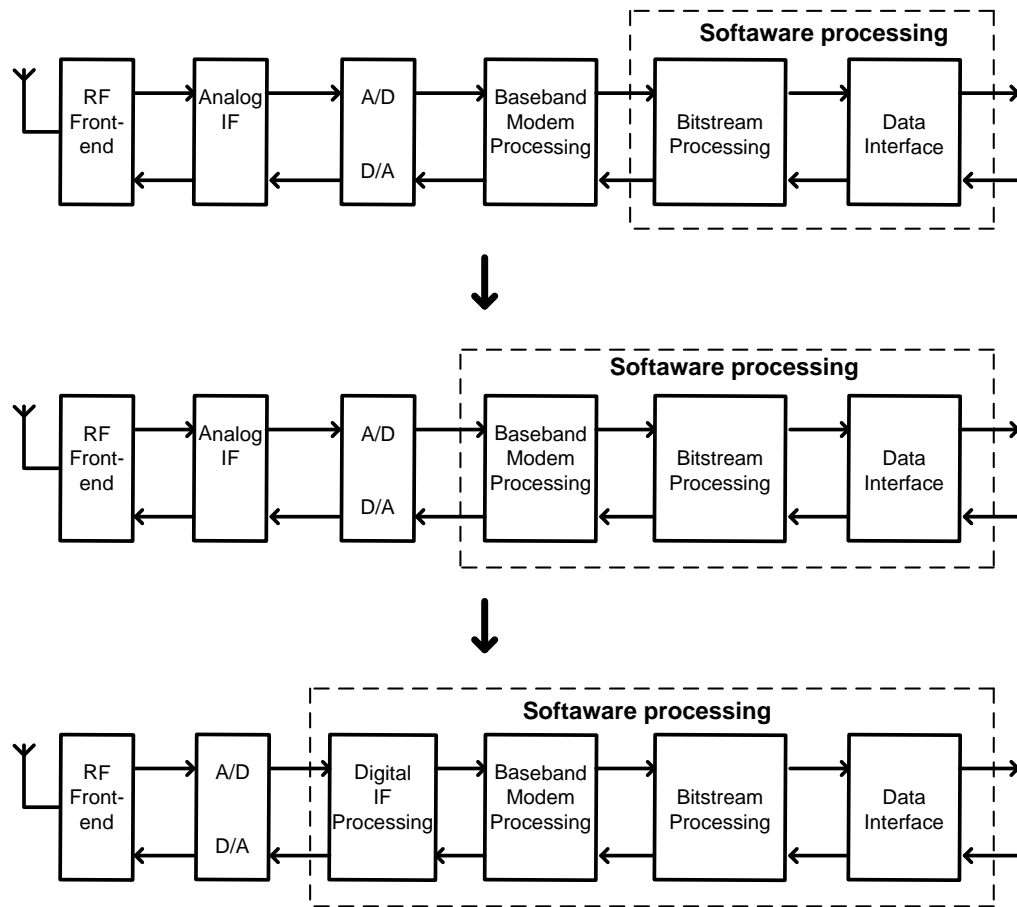 Softaware processing
RF
Front-
end
Analog
IF
A/D
D/A
Baseband
Modem
Processing
Bitstream
Processing
Data
Interface
Softaware processing
RF
Front-
end
Analog
IF
A/D
D/A
Baseband
Modem
Processing
Bitstream
Processing
Data
Interface
Softaware processing
RF
Front-
end
A/D
D/A
Digital
IF
Processing
Baseband
Modem
Processing
Bitstream
Processing
Data
Interface